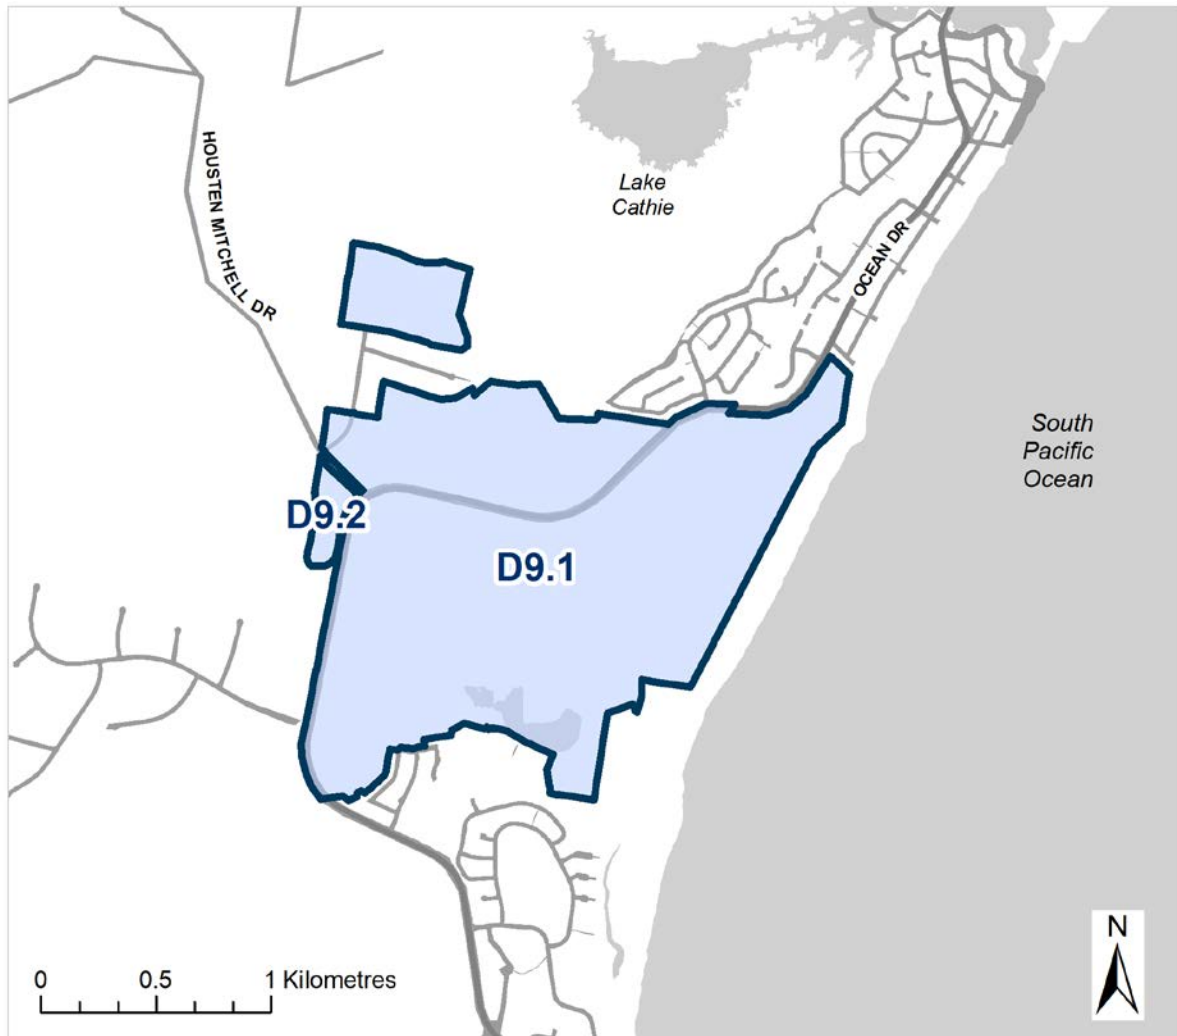 HOUSTEN MITCHELL DR
Lake
Cathie
OCEAN DR
South
Pacific
Ocean
D9.2
D9.1
N
0 0.5 1 Kilometres